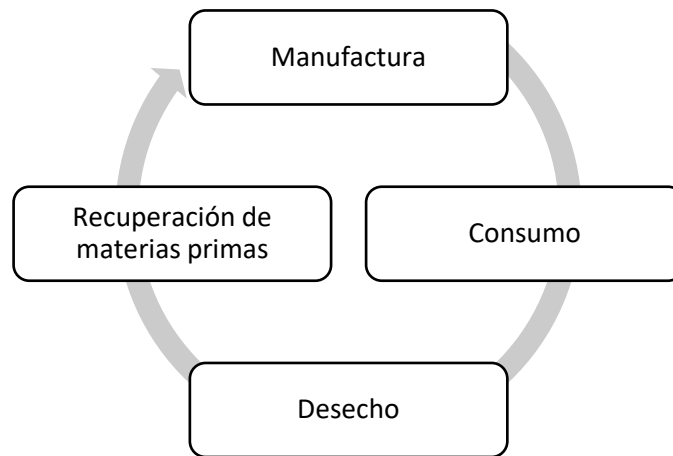 Manufactura
Consumo
Desecho
Recuperación de
materias primas